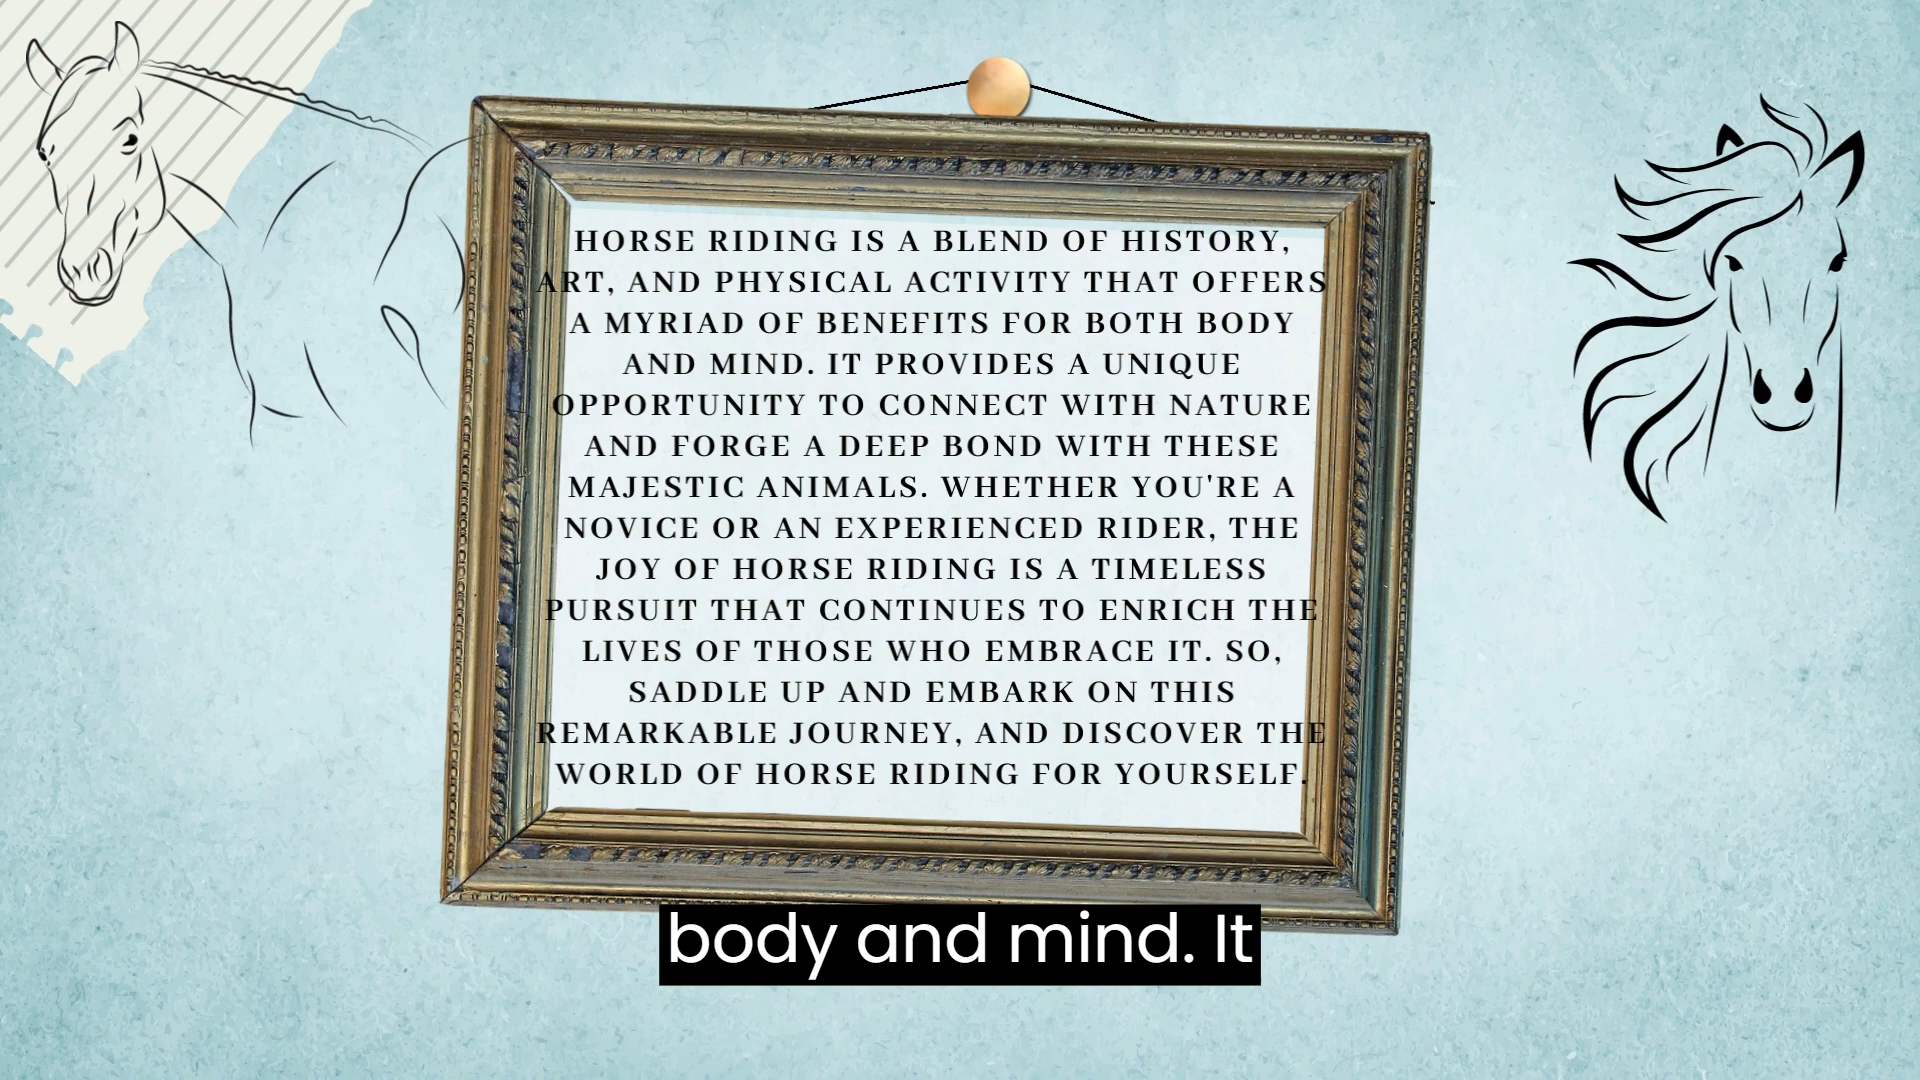 HORSE RIDING IS A BLEND OF HISTORY,
ART, AND PHYSICAL ACTIVITY THAT OFFERS
A MYRIAD OF BENEFITS FOR BOTH BODY
AND MIND. IT PROVIDES A UNIQUE
OPPORTUNITY TO CONNECT WITH NATURE
AND FORGE A DEEP BOND WITH THESE
MAJESTIC ANIMALS. WHETHER YOU'RE A
NOVICE OR AN EXPERIENCED RIDER, THE
JOY OF HORSE RIDING IS A TIMELESS
PURSUIT THAT CONTINUES TO ENRICH THE
LIVES OF THOSE WHO EMBRACE IT. SO,
SADDLE UP AND EMBARK ON THIS
REMARKABLE JOURNEY, AND DISCOVER THE
WORLD OF HORSE RIDING FOR YOURSELF.
body and mind. It